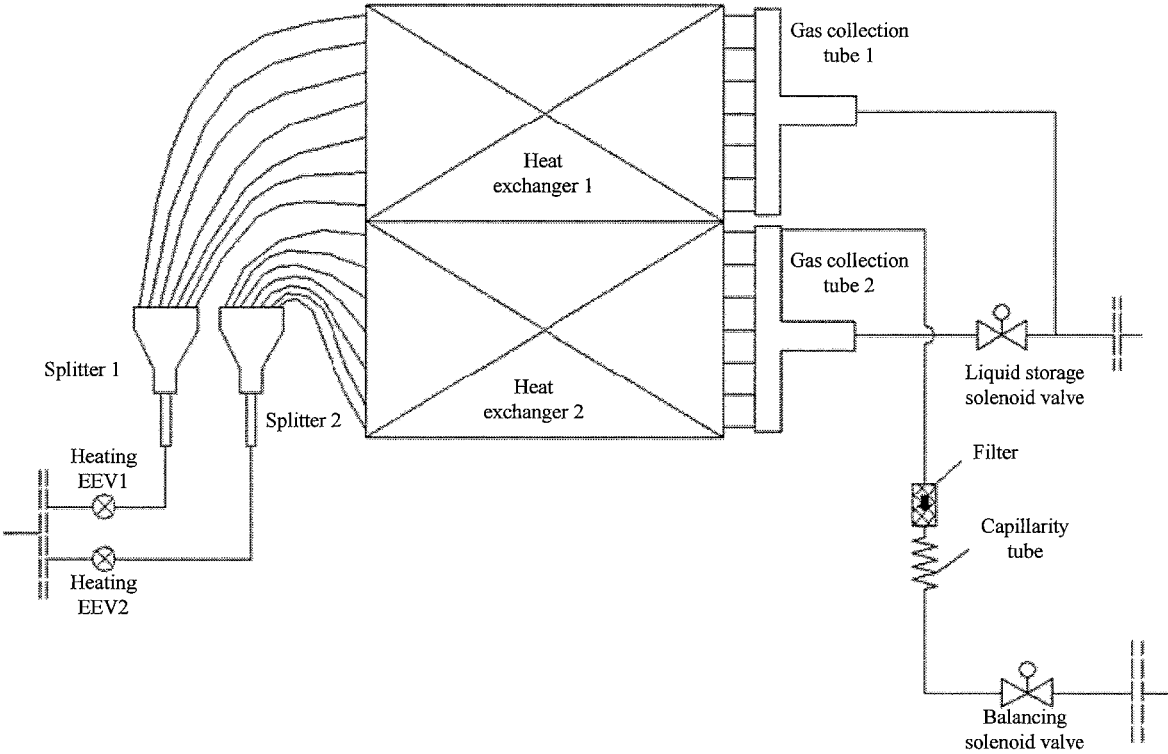 Gas collection
tube 1
Heat
exchanger 1
Gas collection
tube 2
Splitter 1
Liquid storage
solenoid valve
Heat
exchanger 2
Splitter 2
Heating
EEV1
Filter
Capillarity
tube
Heating
EEV2
Balancing
solenoid valve